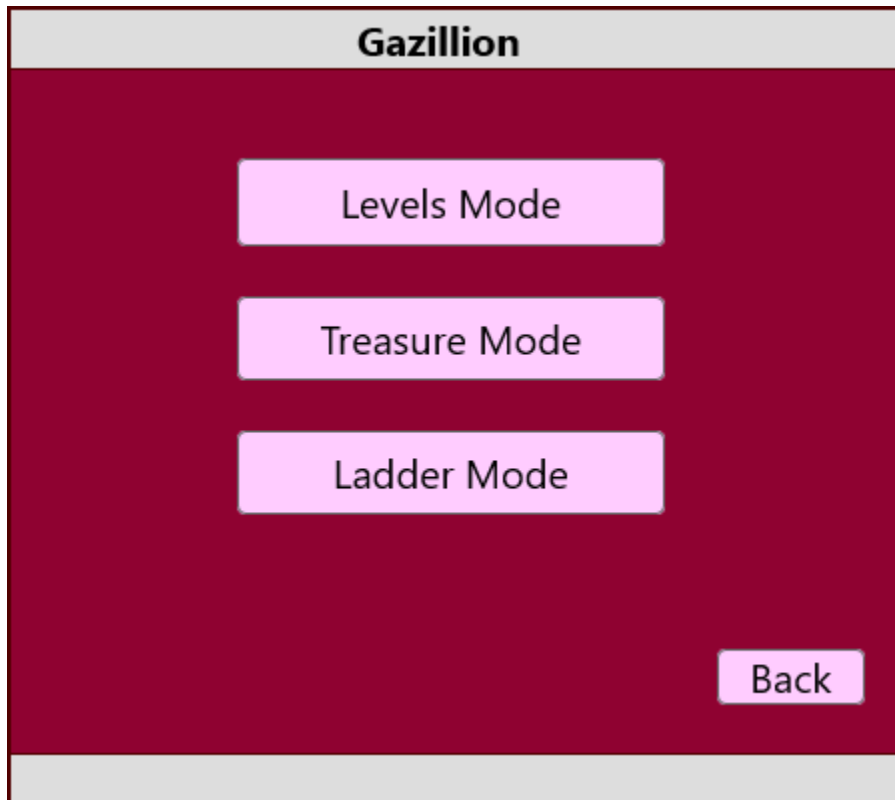 Gazillion
Levels Mode
Treasure Mode
Ladder Mode
Back